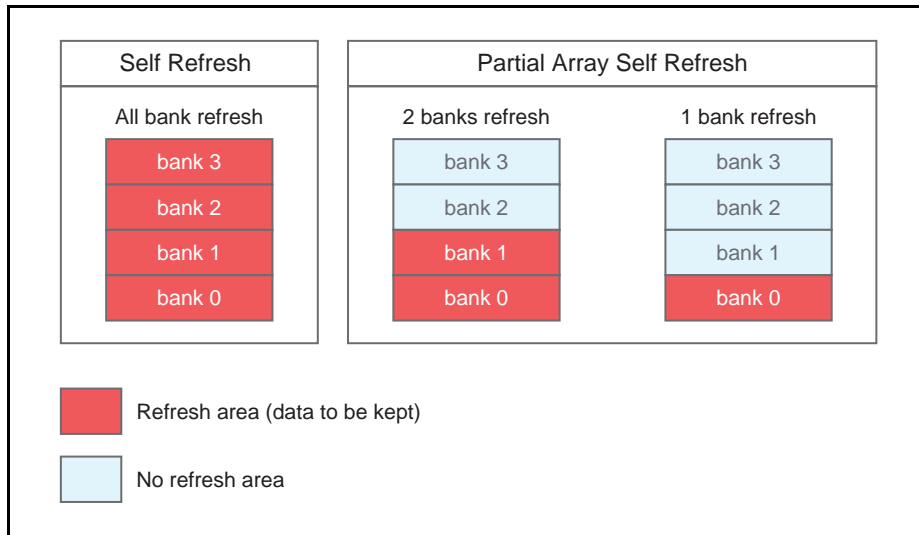 Self Refresh
Partial Array Self Refresh
All bank refresh
bank 3
bank 2
bank 1
bank 0
2 banks refresh
bank 3
bank 2
bank 1
bank 0
1 bank refresh
bank 3
bank 2
bank 1
bank 0
Refresh area (data to be kept)
No refresh area